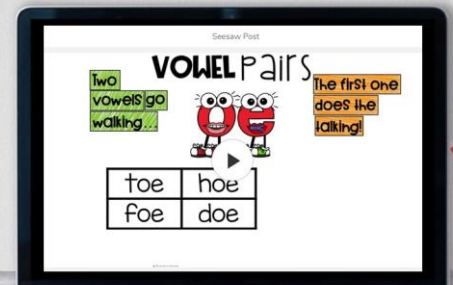 Seesaw Post
VOWEL Pairs
Two
vowels go
walking...
The first one
does the
talking!
oe
toe hoe
foe doe